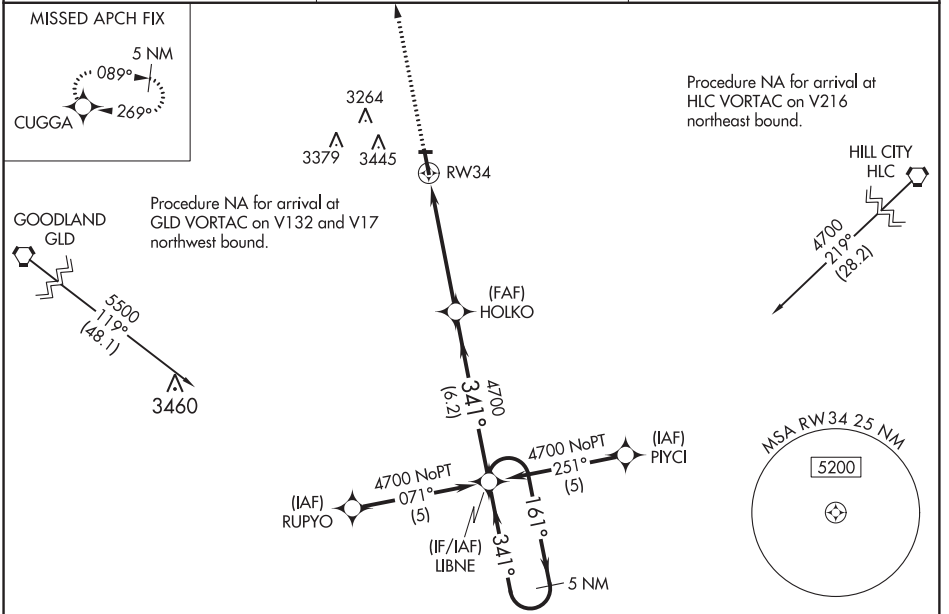 MISSED APCH FIX
5 NM
089°
269°
CUGGA
3264
3379
3445
RW34
Procedure NA for arrival at
HLC VORTAC on V216
northeast bound.
HILL CITY
HLC
4700
219°
(28.2)
Procedure NA for arrival at
GLD VORTAC on V132 and V17
northwest bound.
GOODLAND
GLD
5500
119°
(48.1)
3460
(FAF)
HOLKO
4700
341°
(6.2)
(IAF)
PIYCI
4700 NoPT
251°
(5)
4700 NoPT
071°
(5)
(IAF)
RUPYO
(IF/IAF)
LIBNE
341°
161°
5 NM
MSA RW34 25 NM
5200